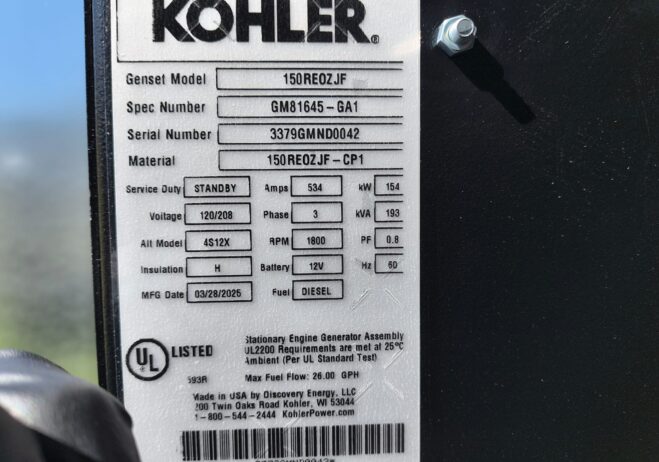 KOHLER®
Genset Model 150REOZJF
Spec Number GM81645-GA1
Serial Number 3379GMND0042
Material 150REOZJF-CP1
Service Duty STANDBY Amps 534 kW 154
Voltage 120/208 Phase 3 kVA 193
Alt Model 4S12X RPM 1800 PF 0.8
Insulation H Battery 12V Hz 60
MFG Date 03/28/2025 Fuel DIESEL
UL LISTED
Stationary Engine Generator Assembly
UL2200 Requirements are met at 25°C
Ambient (Per UL Standard Test)
593R Max Fuel Flow: 26.00 GPH
Made in USA by Discovery Energy, LLC
200 Twin Oaks Road Kohler, WI 53044
1-800-544-2444 KohlerPower.com